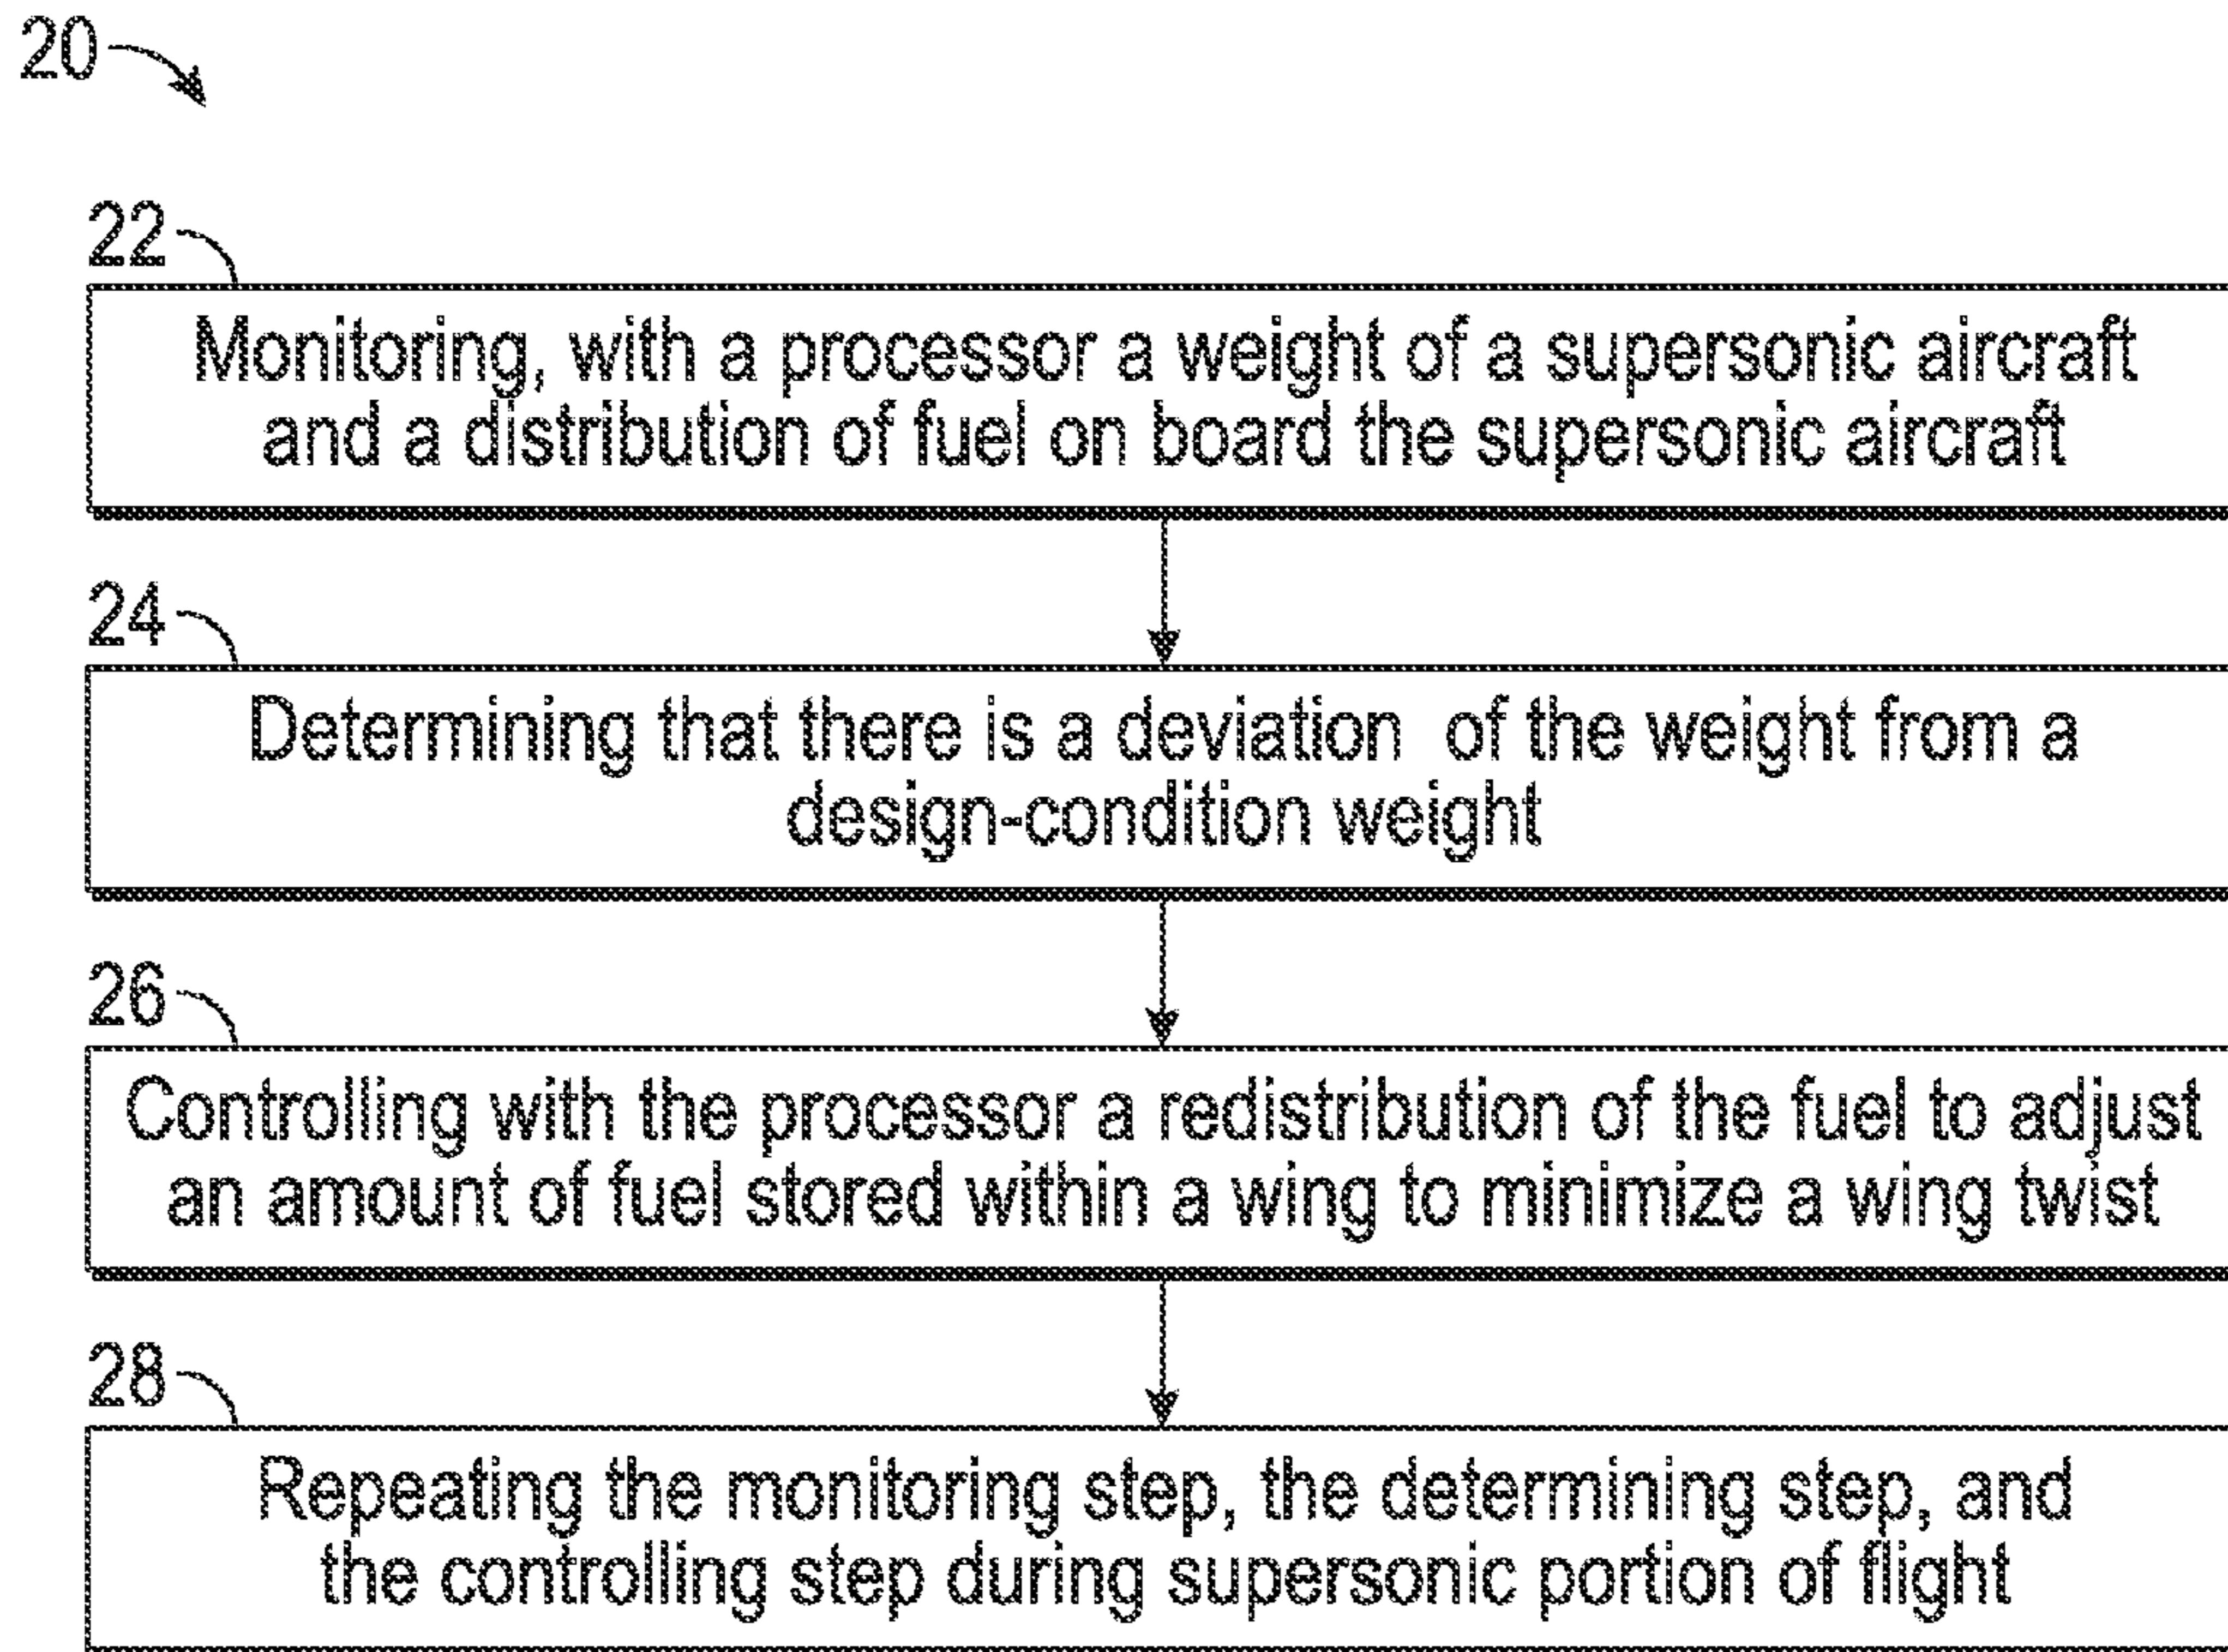 20
22
Monitoring, with a processor a weight of a supersonic aircraft
and a distribution of fuel on board the supersonic aircraft
24
Determining that there is a deviation of the weight from a
design-condition weight
26
Controlling with the processor a redistribution of the fuel to adjust
an amount of fuel stored within a wing to minimize a wing twist
28
Repeating the monitoring step, the determining step, and
the controlling step during supersonic portion of flight